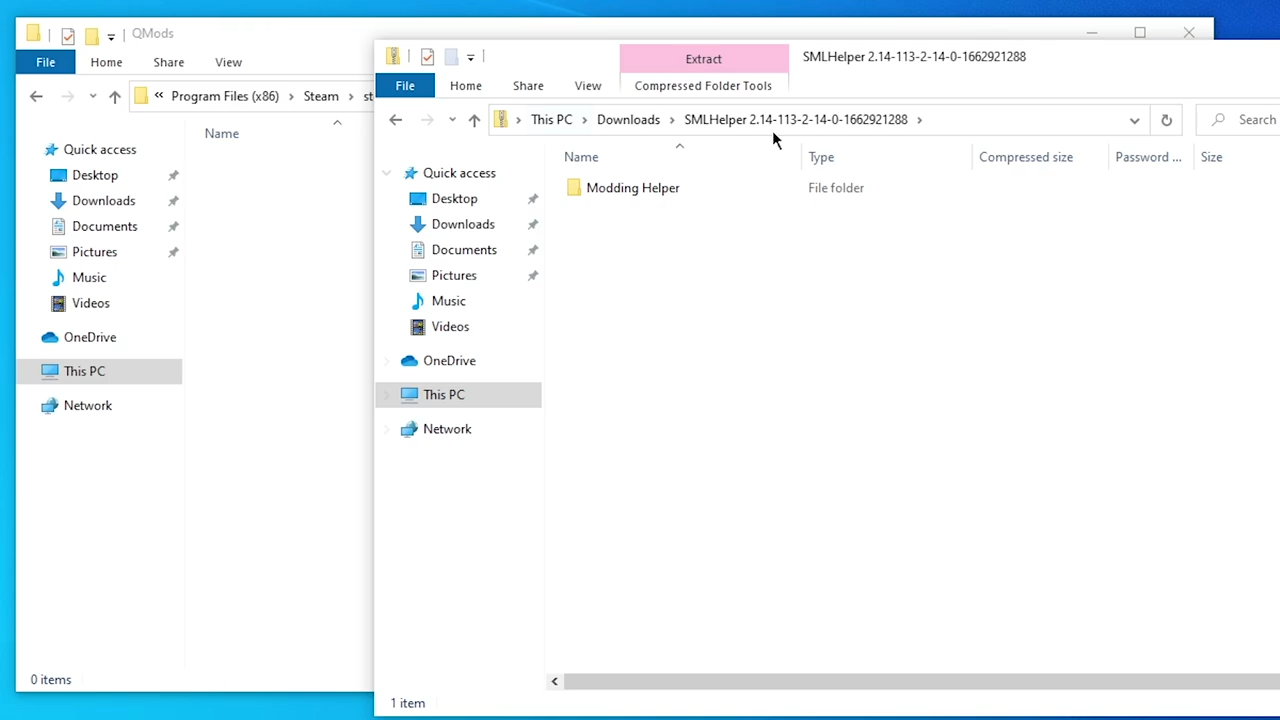 QMods
File
Home
Share
View
Program Files (x86)
Steam
st
Name
Quick access
Desktop
Downloads
Documents
Pictures
Music
Videos
OneDrive
This PC
Network
0 items
Extract
SMLHelper 2.14-113-2-14-0-1662921288
File
Home
Share
View
Compressed Folder Tools
This PC
Downloads
SMLHelper 2.14-113-2-14-0-1662921288
Search
Quick access
Desktop
Downloads
Documents
Pictures
Music
Videos
OneDrive
This PC
Network
Name
Type
Compressed size
Password ...
Size
Modding Helper
File folder
1 item